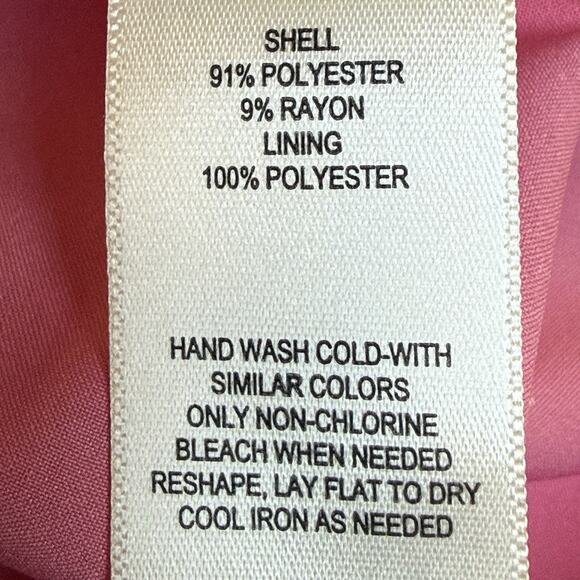 SHELL
91% POLYESTER
9% RAYON
LINING
100% POLYESTER
HAND WASH COLD-WITH
SIMILAR COLORS
ONLY NON-CHLORINE
BLEACH WHEN NEEDED
RESHAPE, LAY FLAT TO DRY
COOL IRON AS NEEDED